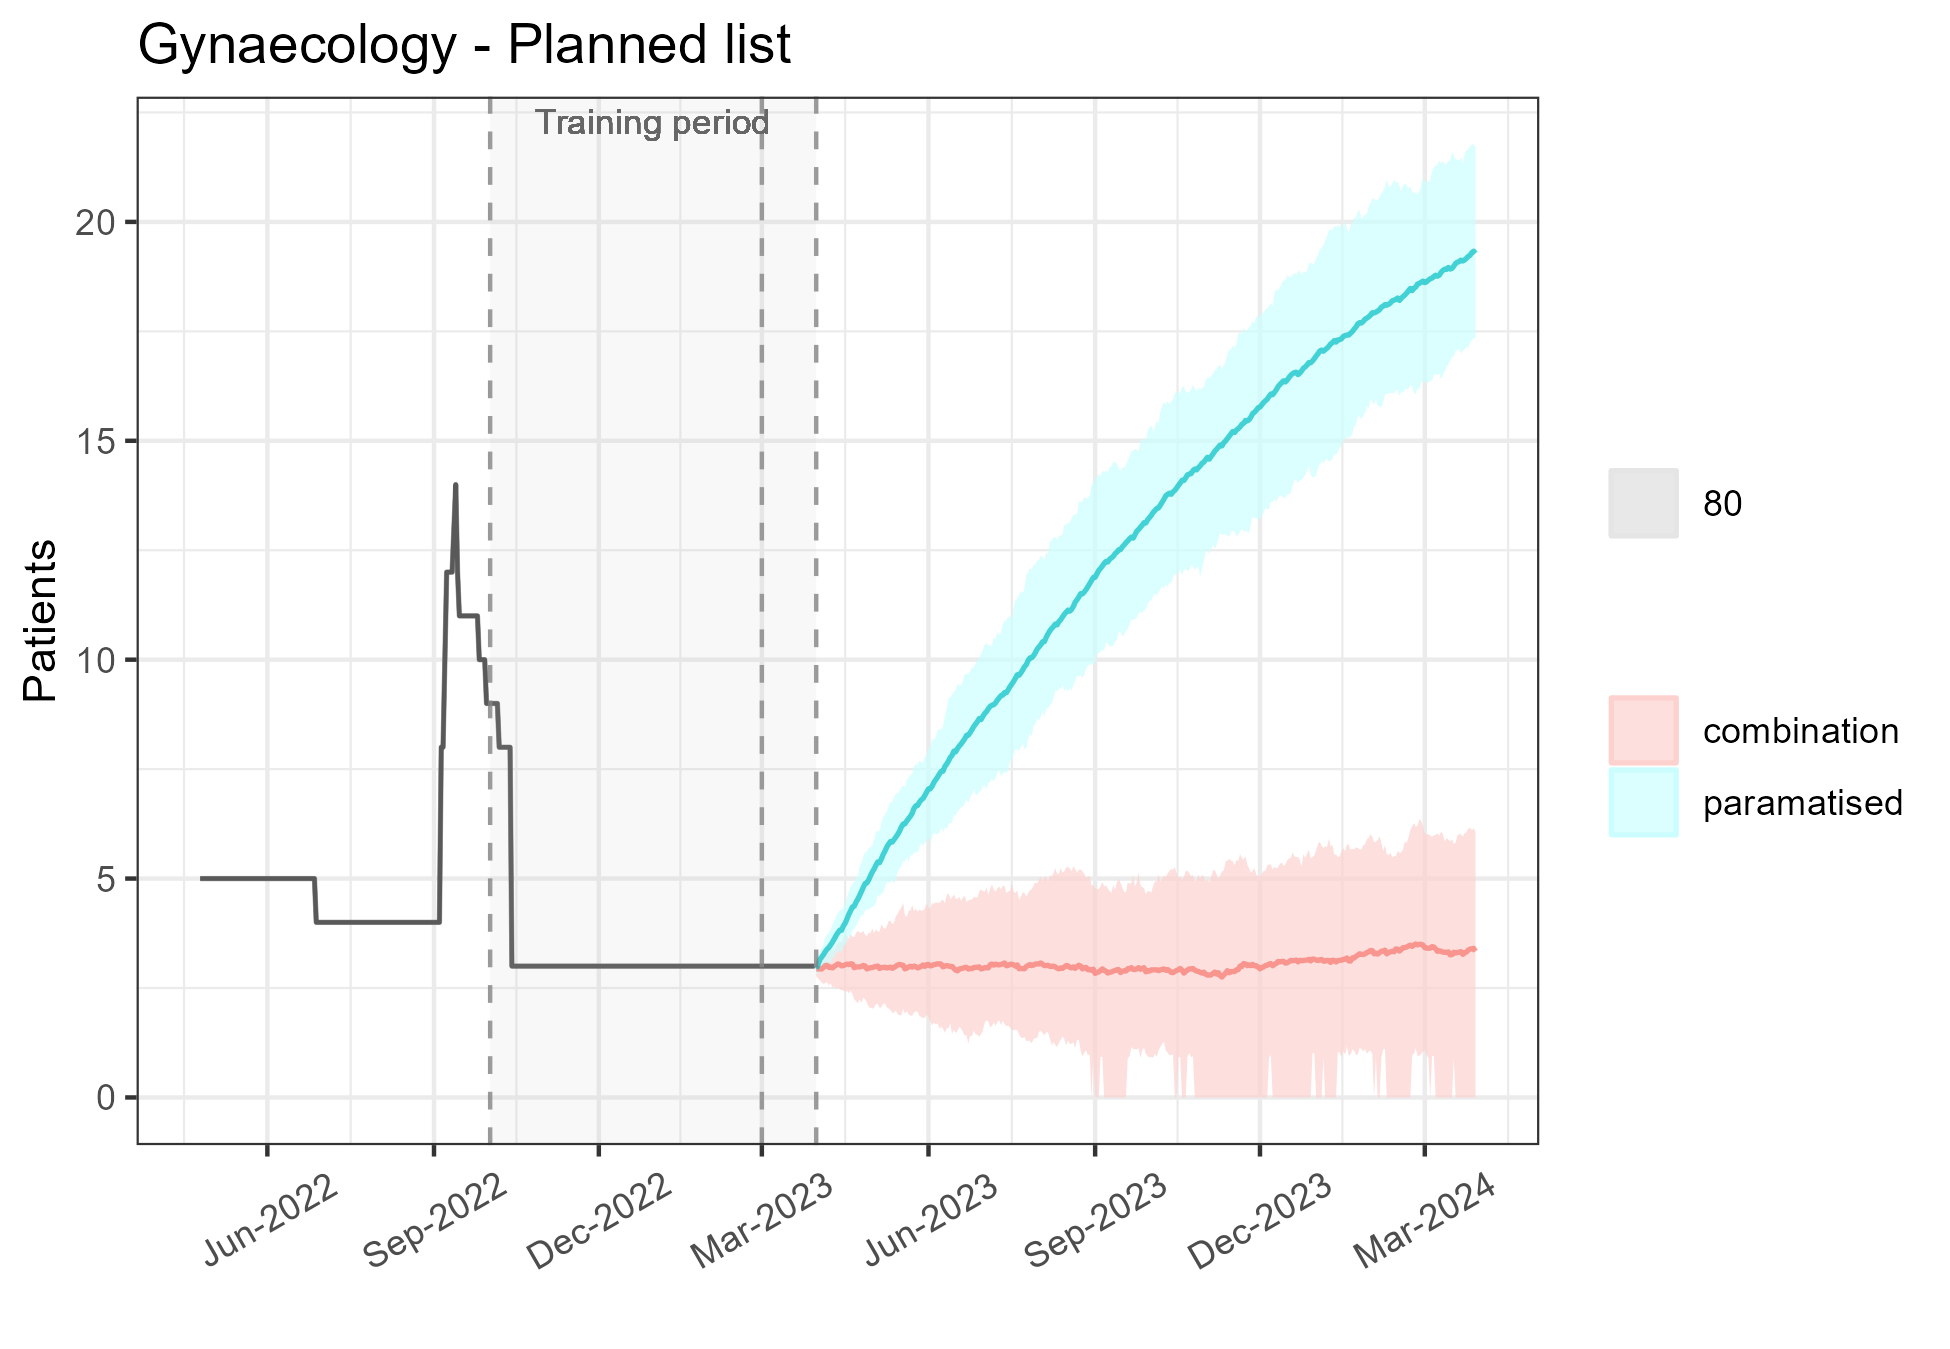 Gynaecology - Planned list
Training period
Patients
20
15
10
5
0
Jun-2022
Sep-2022
Dec-2022
Mar-2023
Jun-2023
Sep-2023
Dec-2023
Mar-2024
80
combination
paramatised